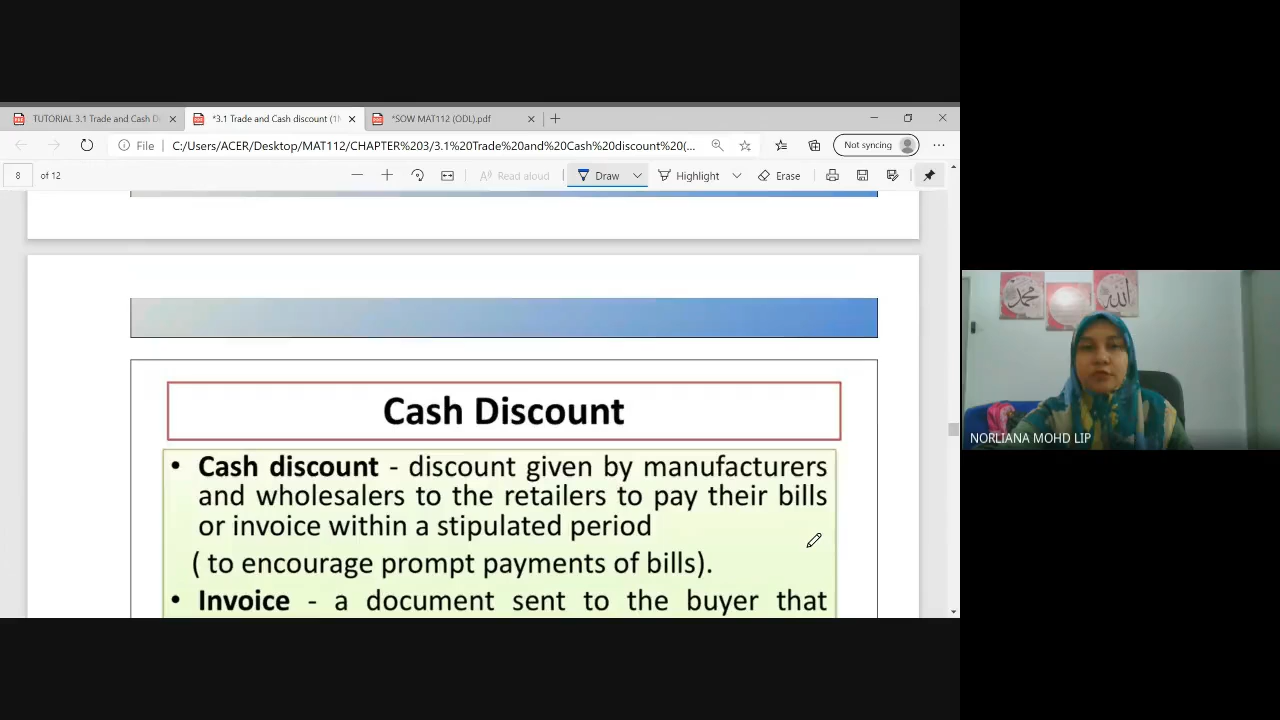 TUTORIAL 3.1 Trade and Cash D
*3.1 Trade and Cash discount (1
*SOW MAT112 (ODL).pdf
File
C:/Users/ACER/Desktop/MAT112/CHAPTER%203/3.1%20Trade%20and%20Cash%20discount%20(...
Not syncing
8
of 12
Read aloud
Draw
Highlight
Erase
Cash Discount
• Cash discount - discount given by manufacturers
and wholesalers to the retailers to pay their bills
or invoice within a stipulated period
( to encourage prompt payments of bills).
• Invoice - a document sent to the buyer that
محمد
الله
NORLIANA MOHD LIP